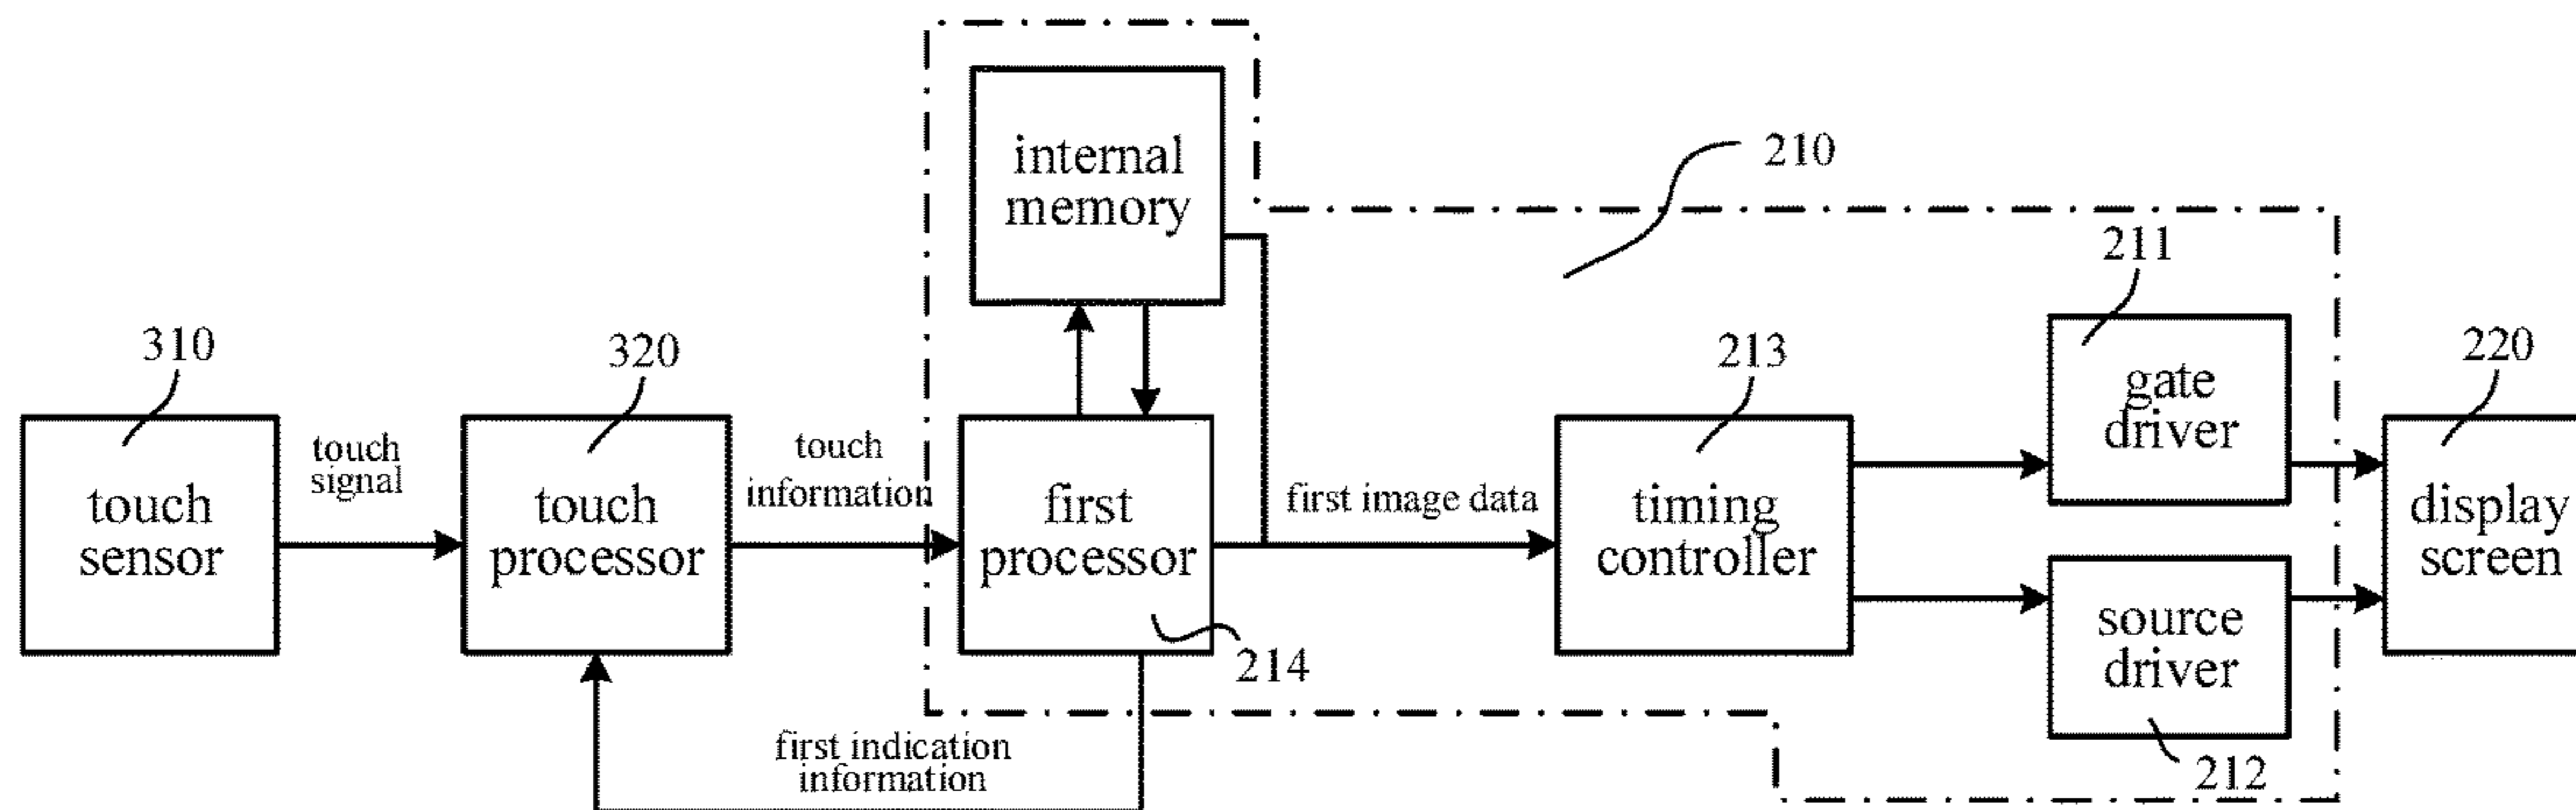 internal
memory
210
211
310
320
213
220
touch
signal
touch
information
first image data
gate
driver
touch
sensor
touch
processor
first
processor
timing
controller
display
screen
source
driver
214
first indication
information
212